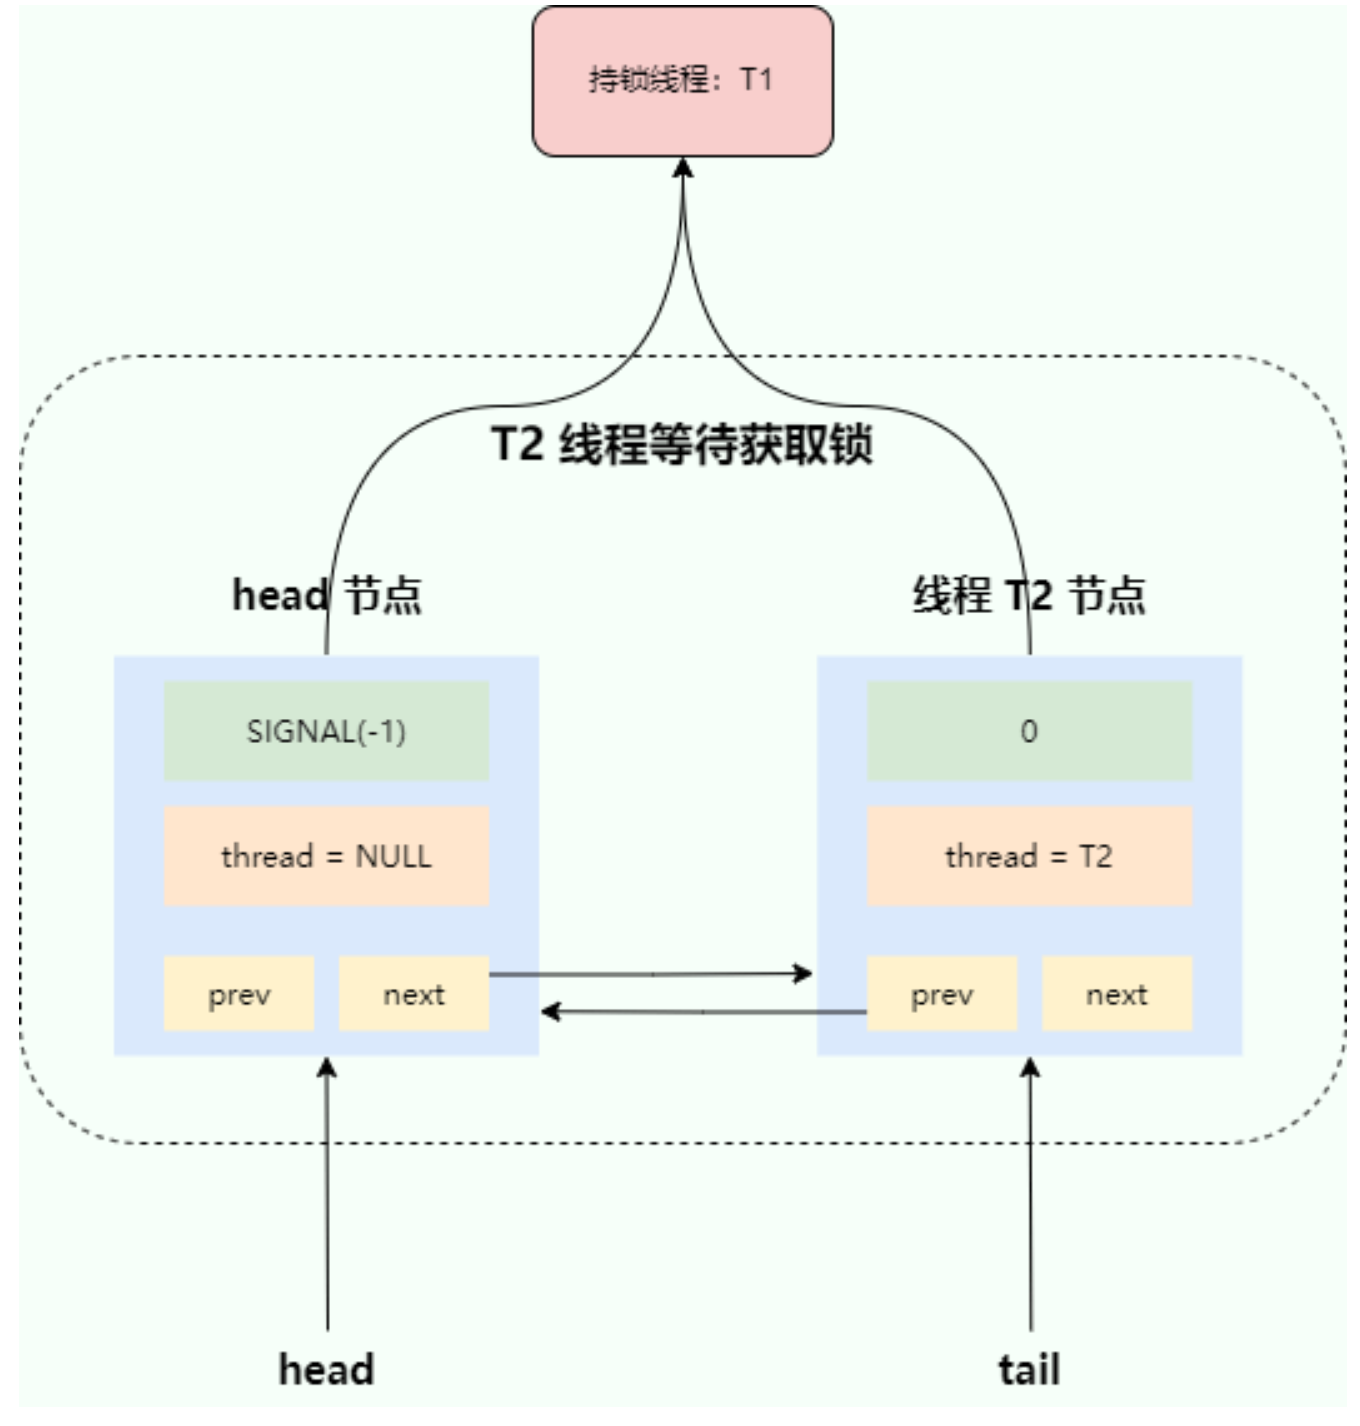 持锁线程：T1
T2 线程等待获取锁
head 节点
线程 T2 节点
SIGNAL(-1)
0
thread = NULL
thread = T2
prev
next
prev
next
head
tail